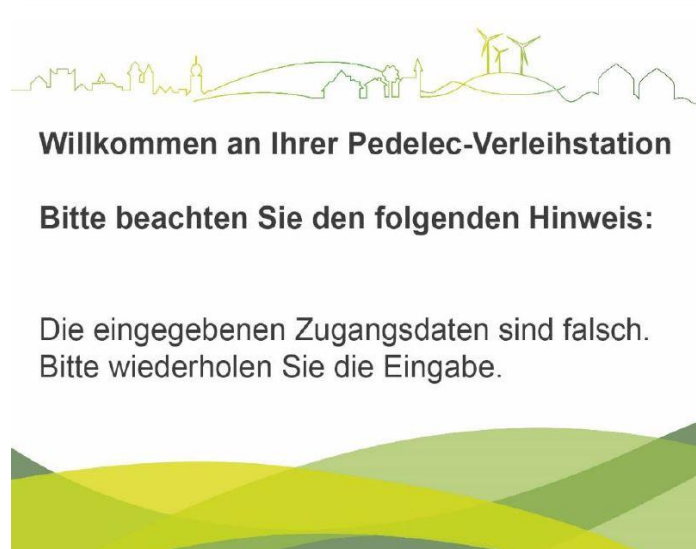 Willkommen an Ihrer Pedelec-Verleihstation
Bitte beachten Sie den folgenden Hinweis:
Die eingegebenen Zugangsdaten sind falsch.
Bitte wiederholen Sie die Eingabe.